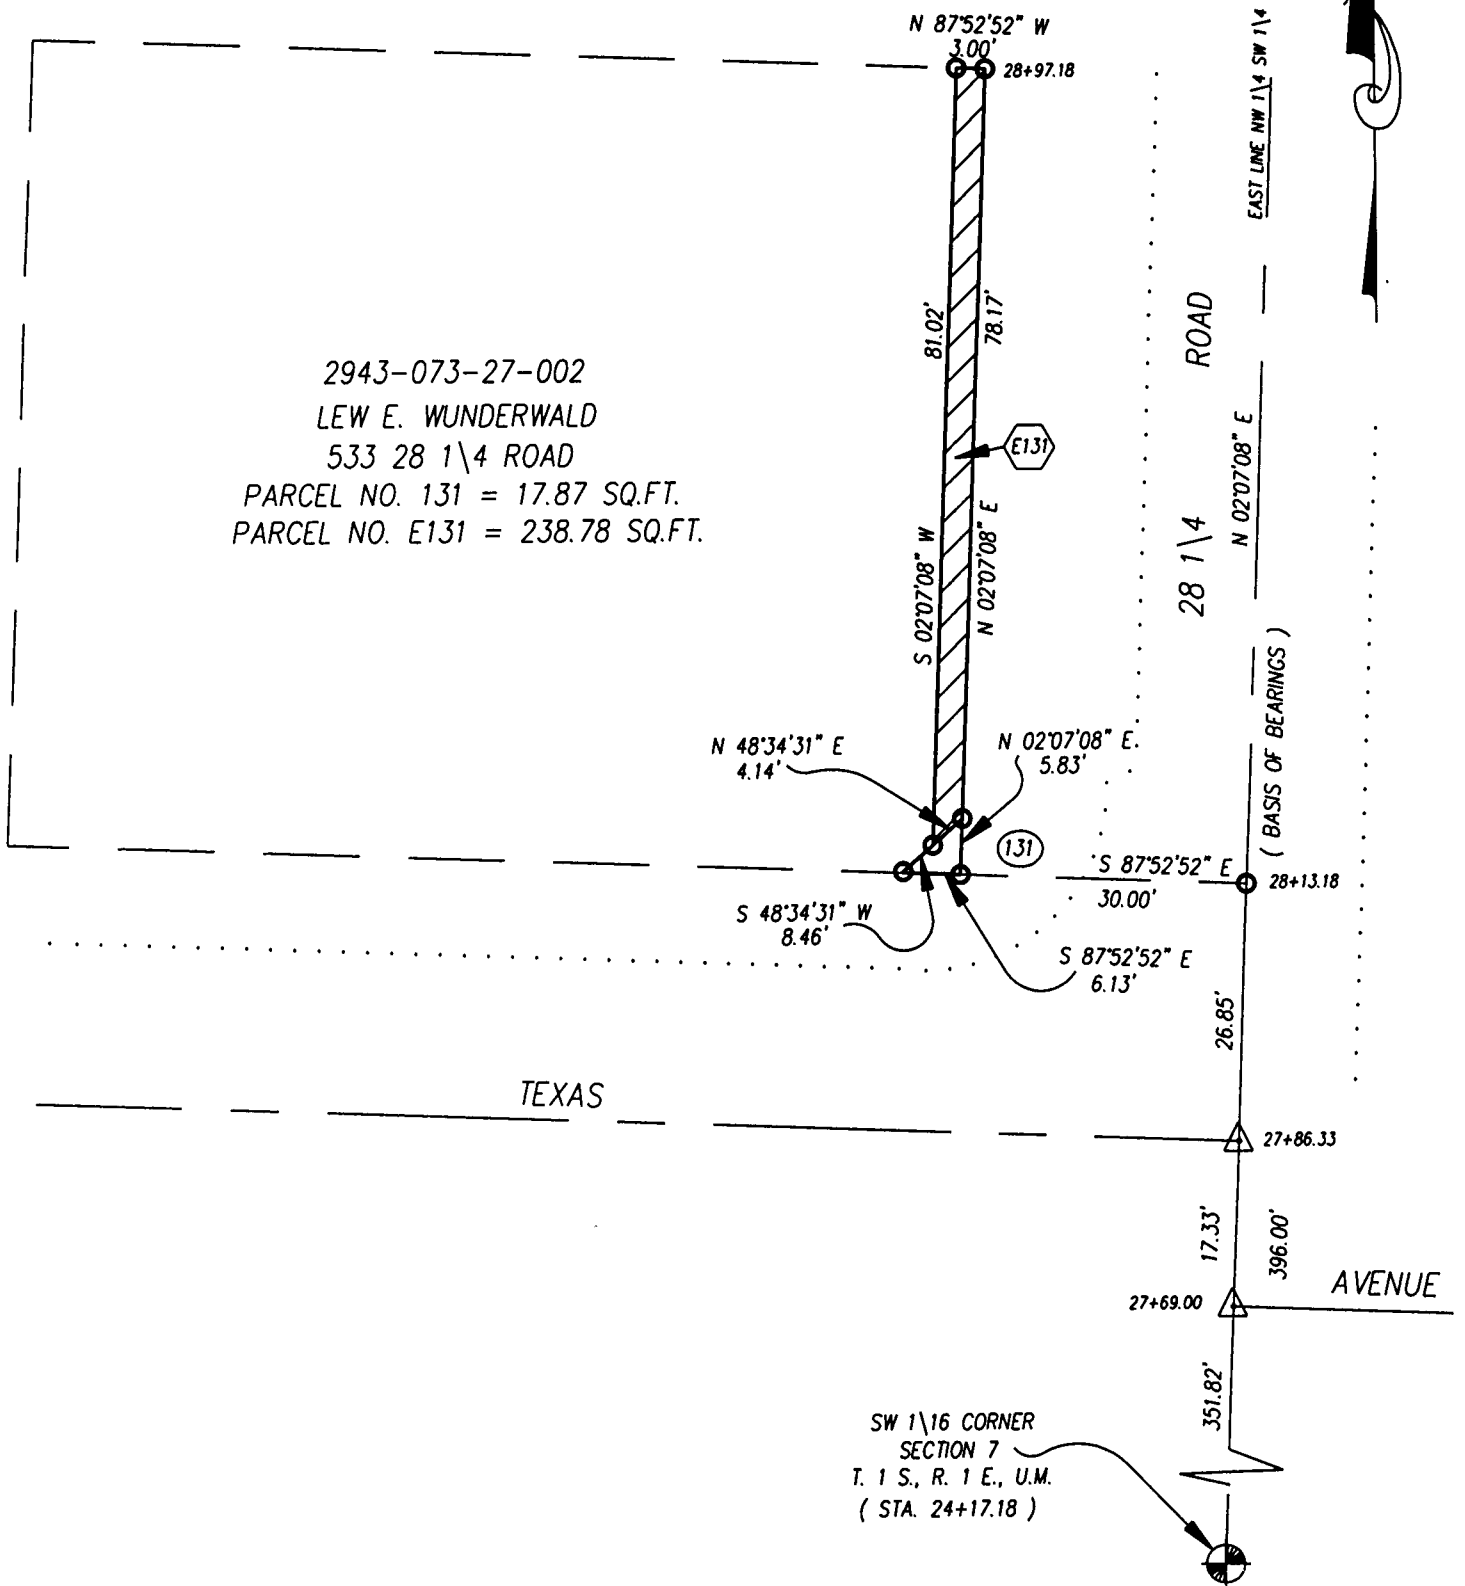 N 87°52'52" W
3.00'
28+97.18
EAST LINE NW 1\4 SW 1\4
81.02'
78.17'
ROAD
2943-073-27-002
LEW E. WUNDERWALD
533 28 1\4 ROAD
PARCEL NO. 131 = 17.87 SQ.FT.
PARCEL NO. E131 = 238.78 SQ.FT.
E131
N 02°07'08" E
28 1\4
S 02°07'08" W
N 02°07'08" E
( BASIS OF BEARINGS )
N 48°34'31" E
4.14'
N 02°07'08" E
5.83'
131
S 87°52'52" E
30.00'
28+13.18
S 48°34'31" W
8.46'
S 87°52'52" E
6.13'
26.85'
TEXAS
27+86.33
17.33'
396.00'
AVENUE
27+69.00
351.82'
SW 1\16 CORNER
SECTION 7
T. 1 S., R. 1 E., U.M.
( STA. 24+17.18 )